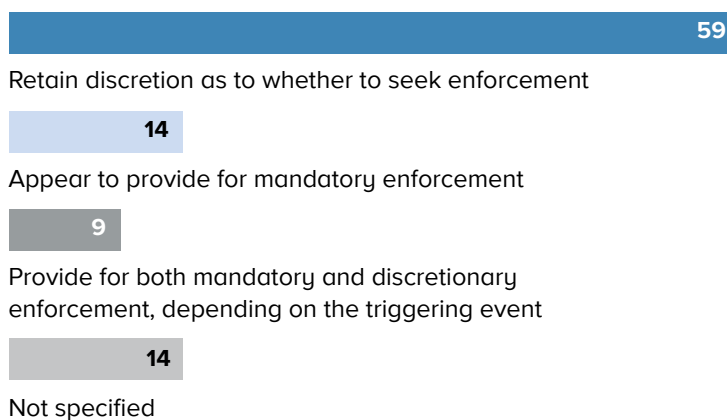 59
Retain discretion as to whether to seek enforcement
14
Appear to provide for mandatory enforcement
9
Provide for both mandatory and discretionary
enforcement, depending on the triggering event
14
Not specified